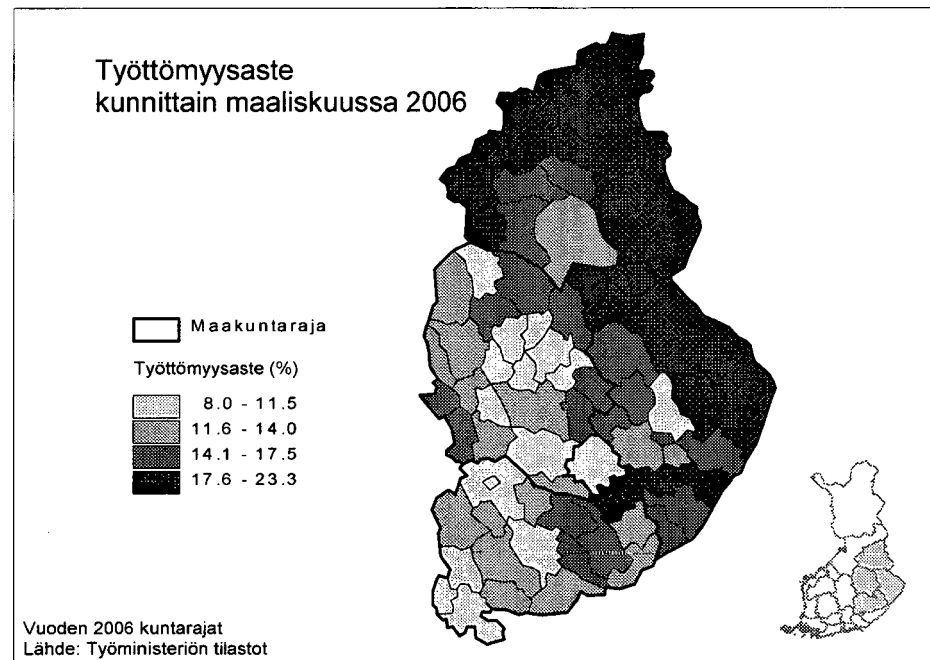 Työttömyysaste
kunnittain maaliskuussa 2006
Maakuntaraja
Työttömyysaste (%)
8.0 - 11.5
11.6 - 14.0
14.1 - 17.5
17.6 - 23.3
Vuoden 2006 kuntarajat
Lähde: Työministeriön tilastot